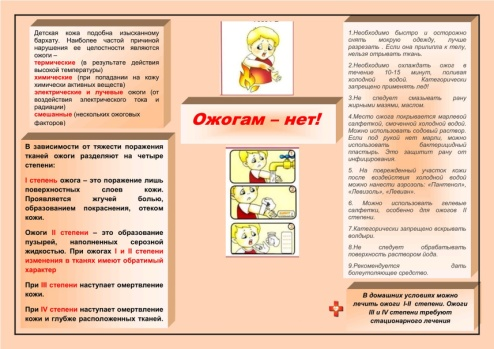 Детская кожа подобна изысканному
бархату. Наиболее частой причиной
нарушения ее целостности являются
ожоги –
термические (в результате действия
высокой температуры)
химические (при попадании на кожу
химически активных веществ)
электрические и лучевые ожоги (от
воздействия электрического тока и
радиации)
смешанные (нескольких ожоговых
факторов)
В зависимости от тяжести поражения
тканей ожоги разделяют на четыре
степени:
I степень ожога – это поражение лишь
поверхностных слоев кожи.
Проявляется жгучей болью,
образованием покраснения, отеком
кожи.
Ожоги II степени – это образование
пузырей, наполненных серозной
жидкостью. При ожогах I и II степени
изменения в тканях имеют обратимый
характер
При III степени наступает омертвление
кожи.
При IV степени наступает омертвление
кожи и глубже расположенных тканей.
Ожогам – нет!
1.Необходимо быстро и осторожно
снять мокрую одежду, лучше
разрезать . Если она прилипла к телу,
нельзя отрывать ткань.
2.Необходимо охлаждать ожог в
течение 10-15 минут, поливая
холодной водой. Категорически
запрещено применять лед!
3.Не следует смазывать рану
жирными мазями, маслом.
4.Место ожога покрывается марлевой
салфеткой, смоченной холодной водой.
Можно использовать содовый раствор.
Если под рукой нет марли, можно
использовать бактерицидный
пластырь. Это защитит рану от
инфицирования.
5. На поврежденный участок кожи
после воздействия холодной водой
можно нанести аэрозоль: «Пантенол»,
«Левизоль», «Левиан».
6. Можно использовать гелевые
салфетки, особенно для ожогов II
степени.
7.Категорически запрещено вскрывать
волдыри.
8.Не следует обрабатывать
поверхность раствором йода.
9.Рекомендуется дать
болеутоляющее средство.
В домашних условиях можно
лечить ожоги I-II степени. Ожоги
III и IV степени требуют
стационарного лечения